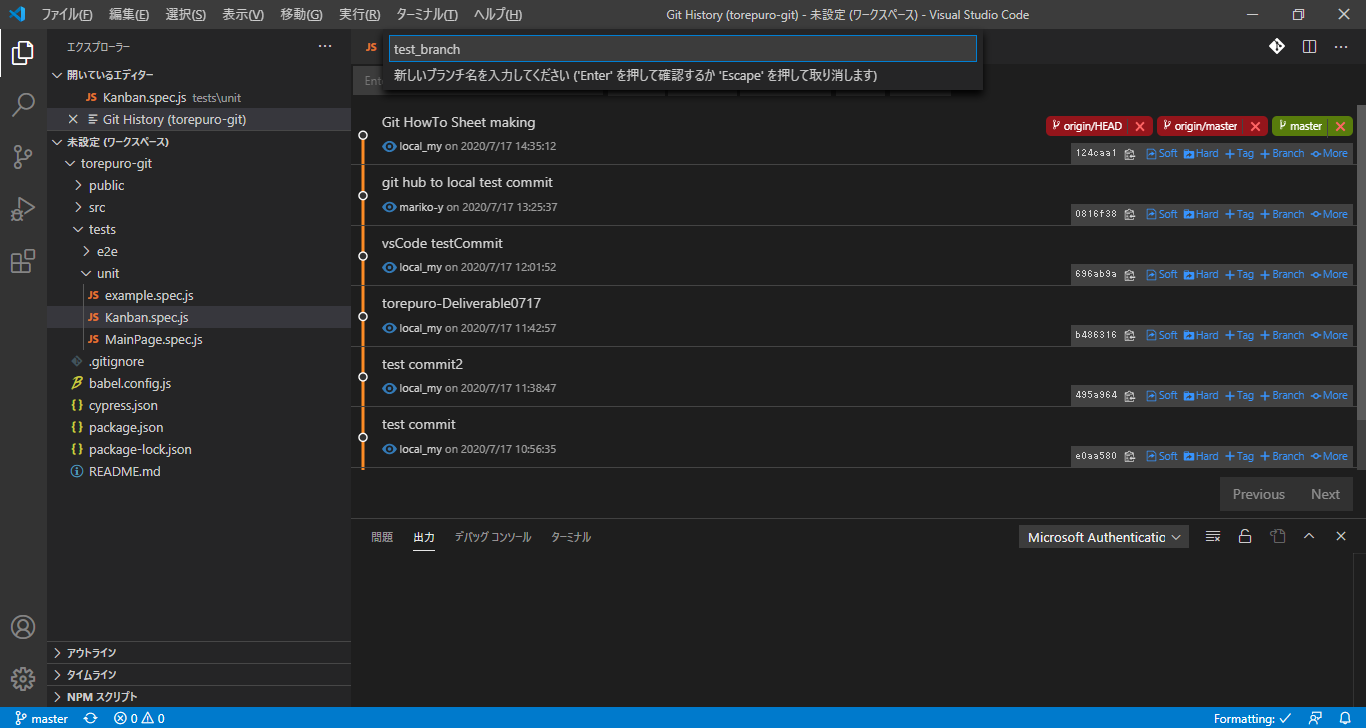 ファイル(F) 編集(E) 選択(S) 表示(V) 移動(G) 実行(R) ターミナル(T) ヘルプ(H) Git History (torepuro-git) - 未設定 (ワークスペース) - Visual Studio Code
エクスプローラー ···
JS test_branch
新しいブランチ名を入力してください ('Enter' を押して確認するか 'Escape' を押して取り消します)
開いているエディター
JS Kanban.spec.js tests\unit
Git History (torepuro-git)
未設定 (ワークスペース)
torepuro-git
public
src
tests
e2e
unit
JS example.spec.js
JS Kanban.spec.js
JS MainPage.spec.js
.gitignore
babel.config.js
{} cypress.json
{} package.json
{} package-lock.json
README.md
アウトライン
タイムライン
NPM スクリプト
Git HowTo Sheet making origin/HEAD origin/master master
local_my on 2020/7/17 14:35:12 124caa1 Soft Hard +Tag +Branch More
git hub to local test commit
mariko-y on 2020/7/17 13:25:37 0816f38 Soft Hard +Tag +Branch More
vsCode testCommit
local_my on 2020/7/17 12:01:52 696ab9a Soft Hard +Tag +Branch More
torepuro-Deliverable0717
local_my on 2020/7/17 11:42:57 b486316 Soft Hard +Tag +Branch More
test commit2
local_my on 2020/7/17 11:38:47 495a964 Soft Hard +Tag +Branch More
test commit
local_my on 2020/7/17 10:56:35 e0aa580 Soft Hard +Tag +Branch More
Previous Next
問題 出力 デバッグ コンソール ターミナル Microsoft Authenticatio
master 0 0 Formatting: ✓